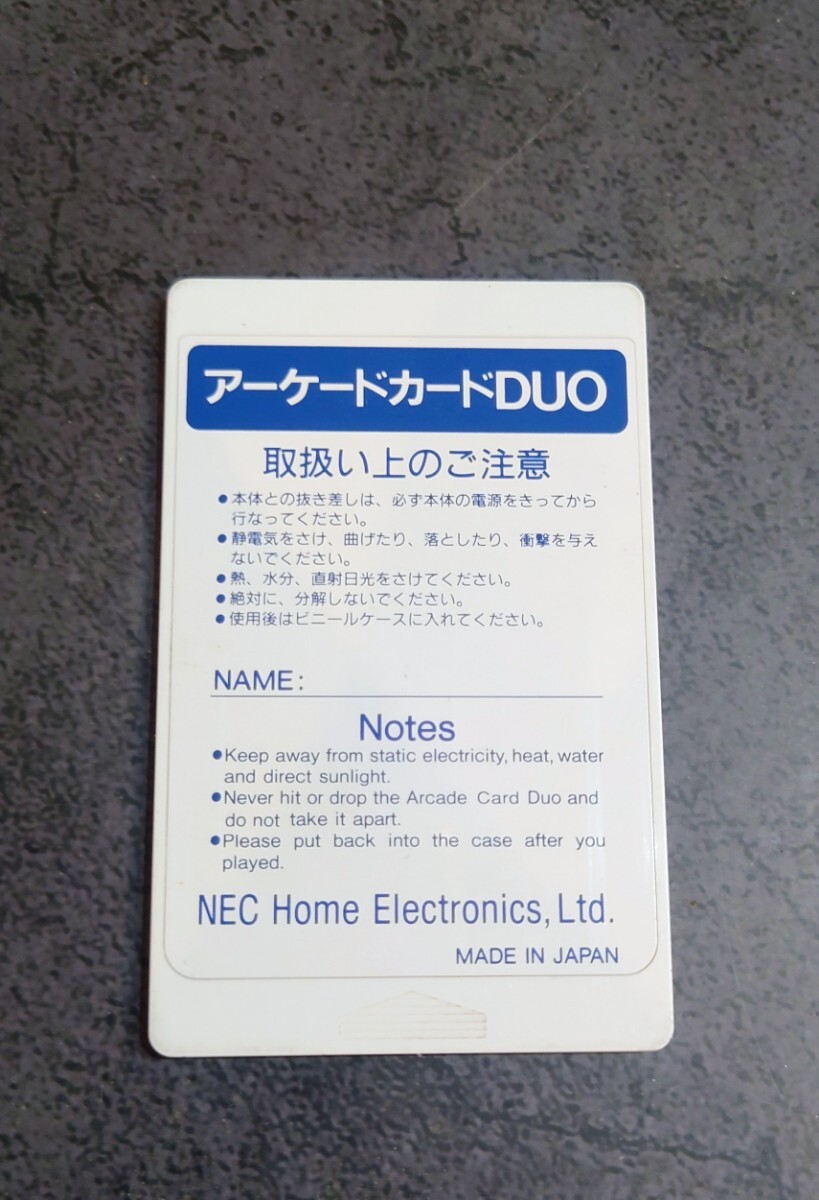 アーケードカードDUO
取扱い上のご注意
●本体との抜き差しは、必ず本体の電源をきってから
行なってください。
●静電気をさけ、曲げたり、落としたり、衝撃を与え
ないでください。
●熱、水分、直射日光をさけてください。
●絶対に、分解しないでください。
●使用後はビニールケースに入れてください。
NAME:
Notes
●Keep away from static electricity, heat, water
and direct sunlight.
●Never hit or drop the Arcade Card Duo and
do not take it apart.
●Please put back into the case after you
played.
NEC Home Electronics, Ltd.
MADE IN JAPAN